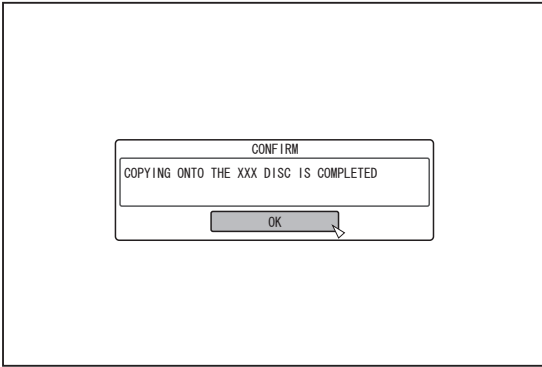 CONFIRM
COPYING ONTO THE XXX DISC IS COMPLETED
OK